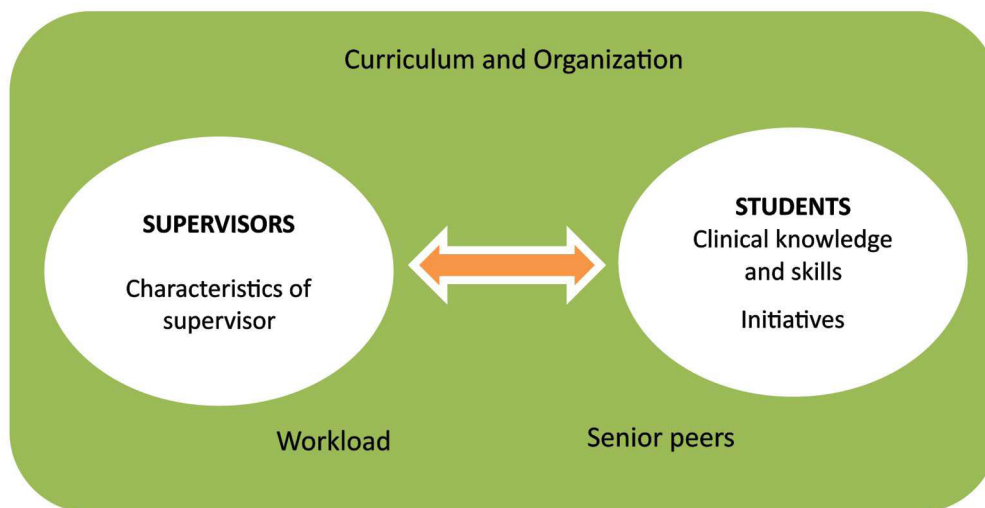 Curriculum and Organization
SUPERVISORS
Characteristics of
supervisor
STUDENTS
Clinical knowledge
and skills
Initiatives
Workload
Senior peers